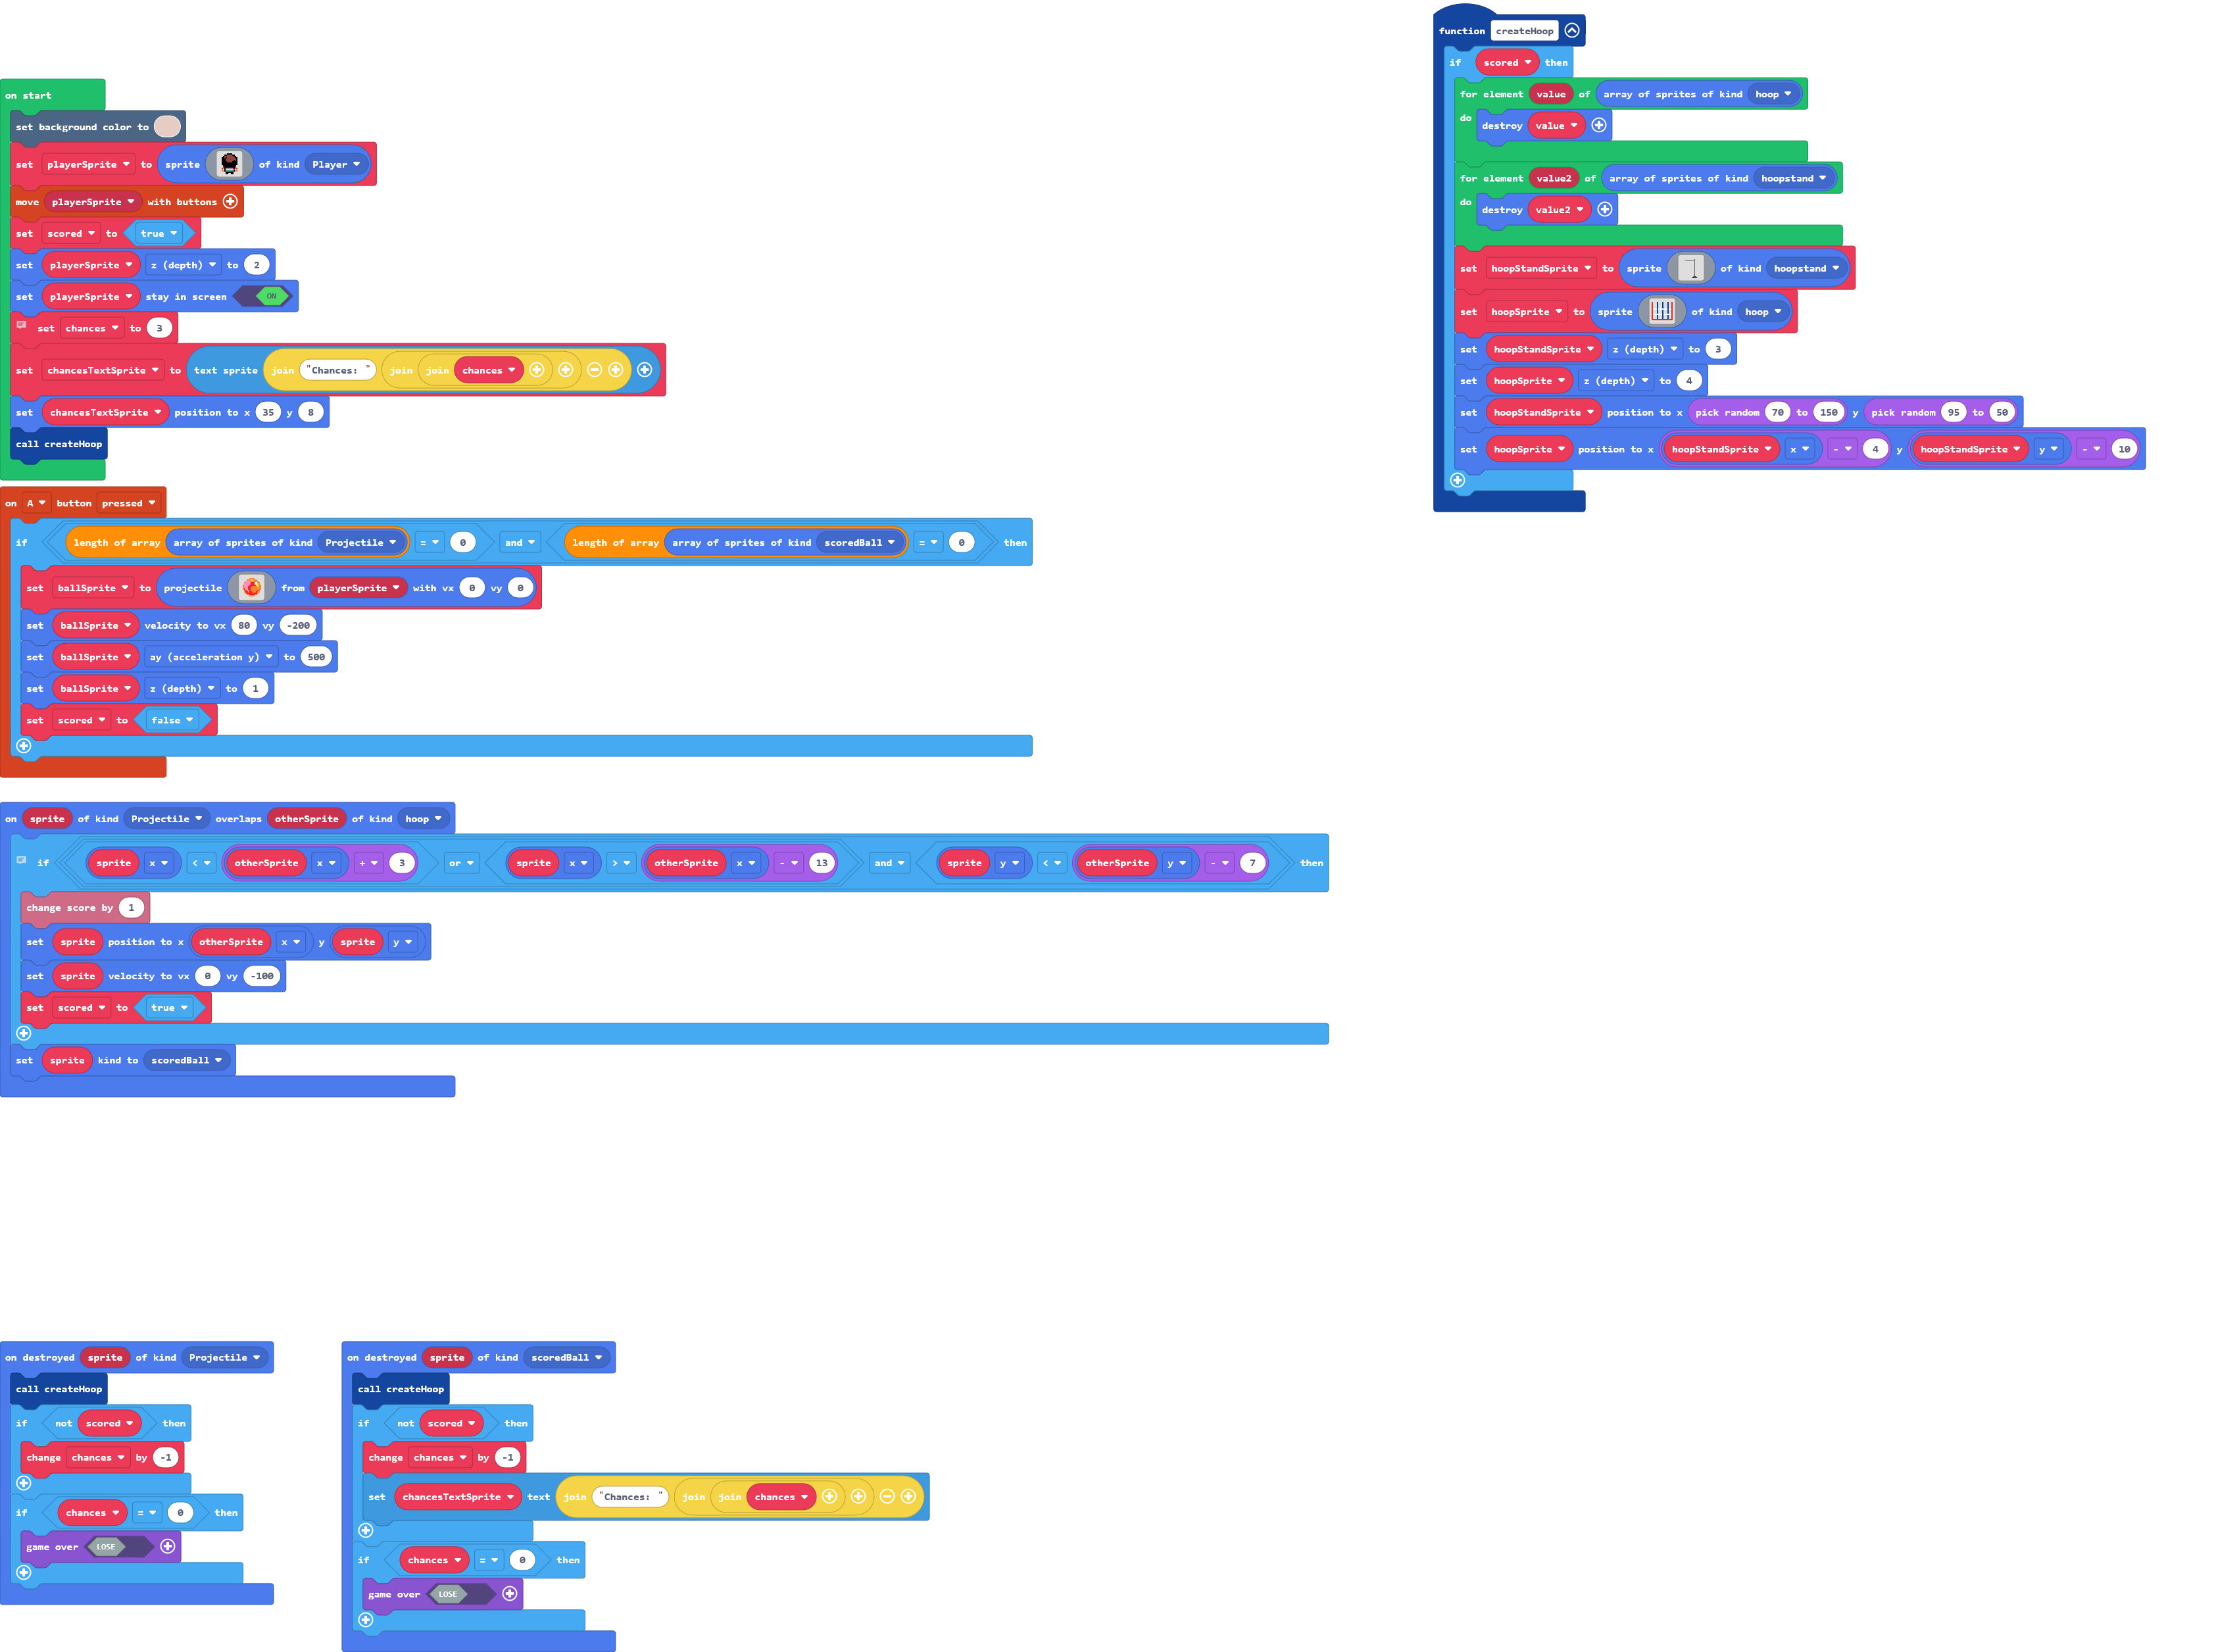 on start
set background color to
set playerSprite to sprite of kind Player
move playerSprite with buttons
set scored to true
set playerSprite z (depth) to 2
set playerSprite stay in screen ON
set chances to 3
set chancesTextSprite to text sprite join "Chances: " join join chances
set chancesTextSprite position to x 35 y 8
call createHoop
on A button pressed
if length of array array of sprites of kind Projectile = 0 and length of array array of sprites of kind scoredBall = 0 then
set ballSprite to projectile from playerSprite with vx 0 vy 0
set ballSprite velocity to vx 80 vy -200
set ballSprite ay (acceleration y) to 500
set ballSprite z (depth) to 1
set scored to false
on sprite of kind Projectile overlaps otherSprite of kind hoop
if sprite x < otherSprite x + 3 or sprite x > otherSprite x - 13 and sprite y < otherSprite y - 7 then
change score by 1
set sprite position to x otherSprite x y sprite y
set sprite velocity to vx 0 vy -100
set scored to true
set sprite kind to scoredBall
on destroyed sprite of kind Projectile
call createHoop
if not scored then
change chances by -1
if chances = 0 then
game over LOSE
on destroyed sprite of kind scoredBall
call createHoop
if not scored then
change chances by -1
set chancesTextSprite text join "Chances: " join join chances
if chances = 0 then
game over LOSE
function createHoop
if scored then
for element value of array of sprites of kind hoop
do destroy value
for element value2 of array of sprites of kind hoopstand
do destroy value2
set hoopStandSprite to sprite of kind hoopstand
set hoopSprite to sprite of kind hoop
set hoopStandSprite z (depth) to 3
set hoopSprite z (depth) to 4
set hoopStandSprite position to x pick random 70 to 150 y pick random 95 to 50
set hoopSprite position to x hoopStandSprite x - 4 y hoopStandSprite y - 10